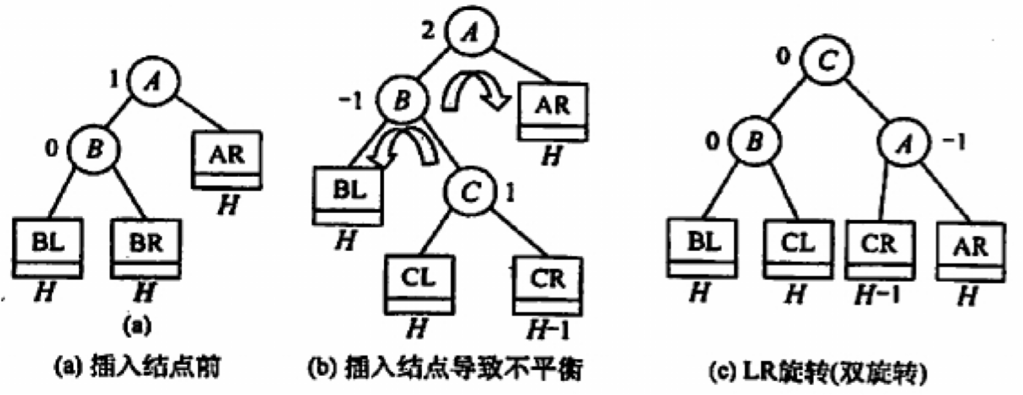 1 A
0 B
AR
H
BL
BR
H
H
(a)
(a) 插入结点前
2 A
-1 B
AR
H
BL
H
C 1
CL
CR
H
H-1
(b) 插入结点导致不平衡
0 C
0 B
A -1
BL
CL
CR
AR
H
H
H-1
H
(c) LR旋转(双旋转)